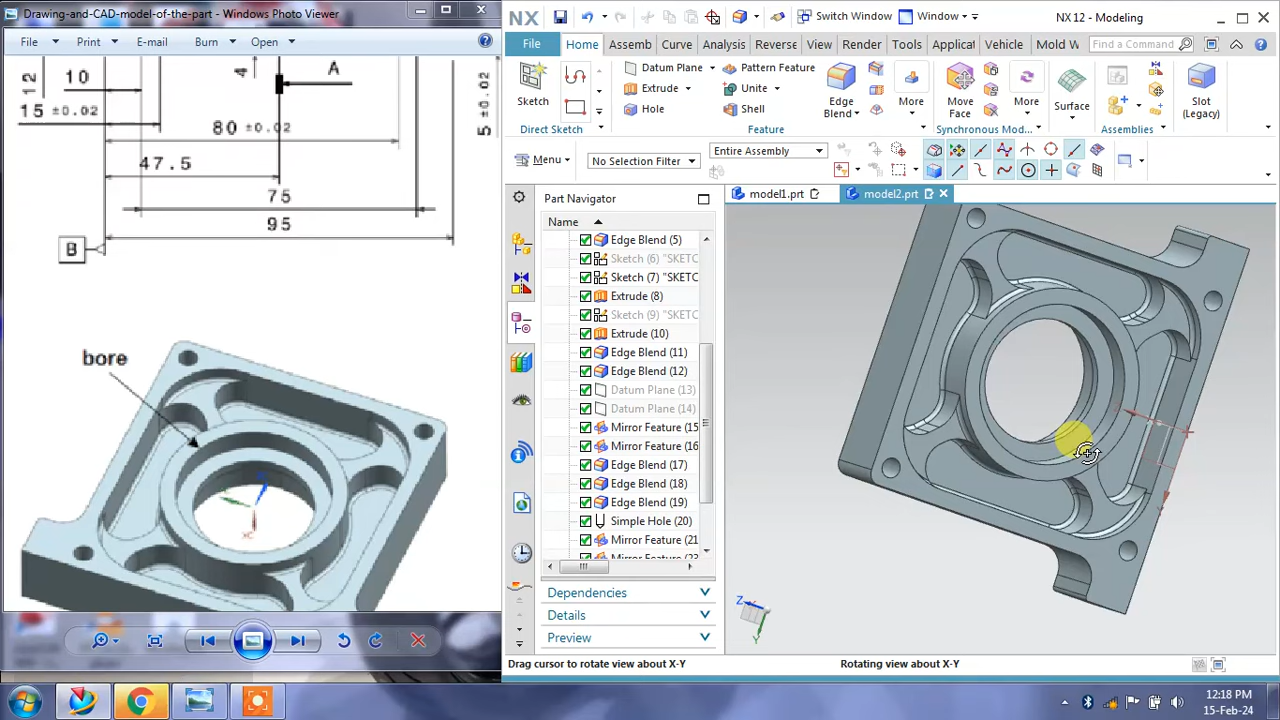 Drawing-and-CAD-model-of-the-part - Windows Photo Viewer
File Print E-mail Burn Open
12
10
4
A
15 ±0.02
80 ±0.02
5 ±0.02
47.5
75
95
B
bore
XC
NX Switch Window Window NX 12 - Modeling
File Home Assemb Curve Analysis Reverse View Render Tools Applicat Vehicle Mold W Find a Command
Sketch
Datum Plane
Extrude
Hole
Pattern Feature
Unite
Shell
Edge Blend
More
Move Face
More
Surface
Slot (Legacy)
Direct Sketch Feature Synchronous Mod... Assemblies
Menu No Selection Filter Entire Assembly
Part Navigator
model1.prt model2.prt
Name
Edge Blend (5)
Sketch (6) "SKETC
Sketch (7) "SKETC
Extrude (8)
Sketch (9) "SKETC
Extrude (10)
Edge Blend (11)
Edge Blend (12)
Datum Plane (13)
Datum Plane (14)
Mirror Feature (15
Mirror Feature (16
Edge Blend (17)
Edge Blend (18)
Edge Blend (19)
Simple Hole (20)
Mirror Feature (21
Dependencies
Details
Preview
Z
Y
Drag cursor to rotate view about X-Y Rotating view about X-Y
12:18 PM
15-Feb-24